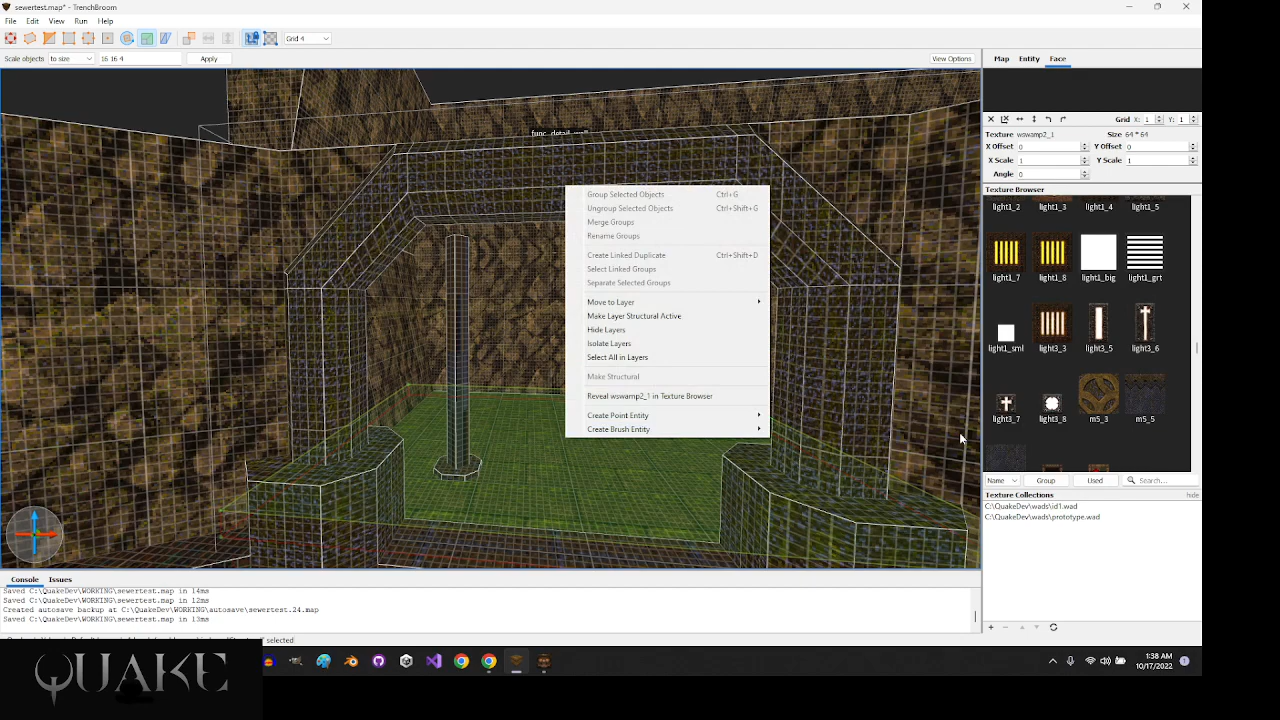 sewertest.map* - TrenchBroom
File Edit View Run Help
Grid 4
Scale objects to size 16 16 4 Apply View Options
Map Entity Face
func_detail_wall
Grid X: 1 Y: 1
Texture wswamp2_1 Size 64 * 64
X Offset 0 Y Offset 0
X Scale 1 Y Scale 1
Angle 0
Texture Browser
light1_2 light1_3 light1_4 light1_5
light1_7 light1_8 light1_big light1_grt
light1_sml light3_3 light3_5 light3_6
light3_7 light3_8 m5_3 m5_5
Name Group Used Search...
Texture Collections hide
C:\QuakeDev\wads\id1.wad
C:\QuakeDev\wads\prototype.wad
Group Selected Objects Ctrl+G
Ungroup Selected Objects Ctrl+Shift+G
Merge Groups
Rename Groups
Create Linked Duplicate Ctrl+Shift+D
Select Linked Groups
Separate Selected Groups
Move to Layer
Make Layer Structural Active
Hide Layers
Isolate Layers
Select All in Layers
Make Structural
Reveal wswamp2_1 in Texture Browser
Create Point Entity
Create Brush Entity
Console Issues
Saved C:\QuakeDev\WORKING\sewertest.map in 14ms
Saved C:\QuakeDev\WORKING\sewertest.map in 12ms
Created autosave backup at C:\QuakeDev\WORKING\autosave\sewertest.24.map
Saved C:\QuakeDev\WORKING\sewertest.map in 13ms
selected
QUAKE
1:38 AM
10/17/2022
1